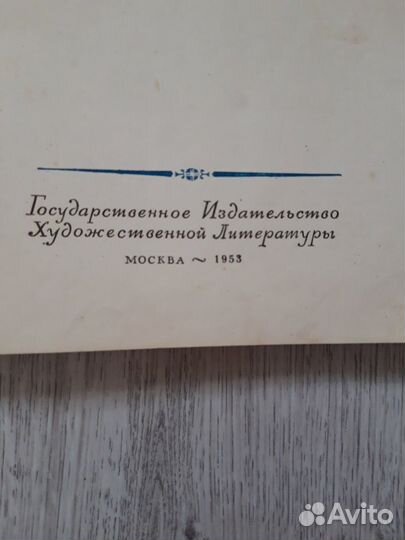 Государственное Издательство
Художественной Литературы
МОСКВА ~ 1953
Avito